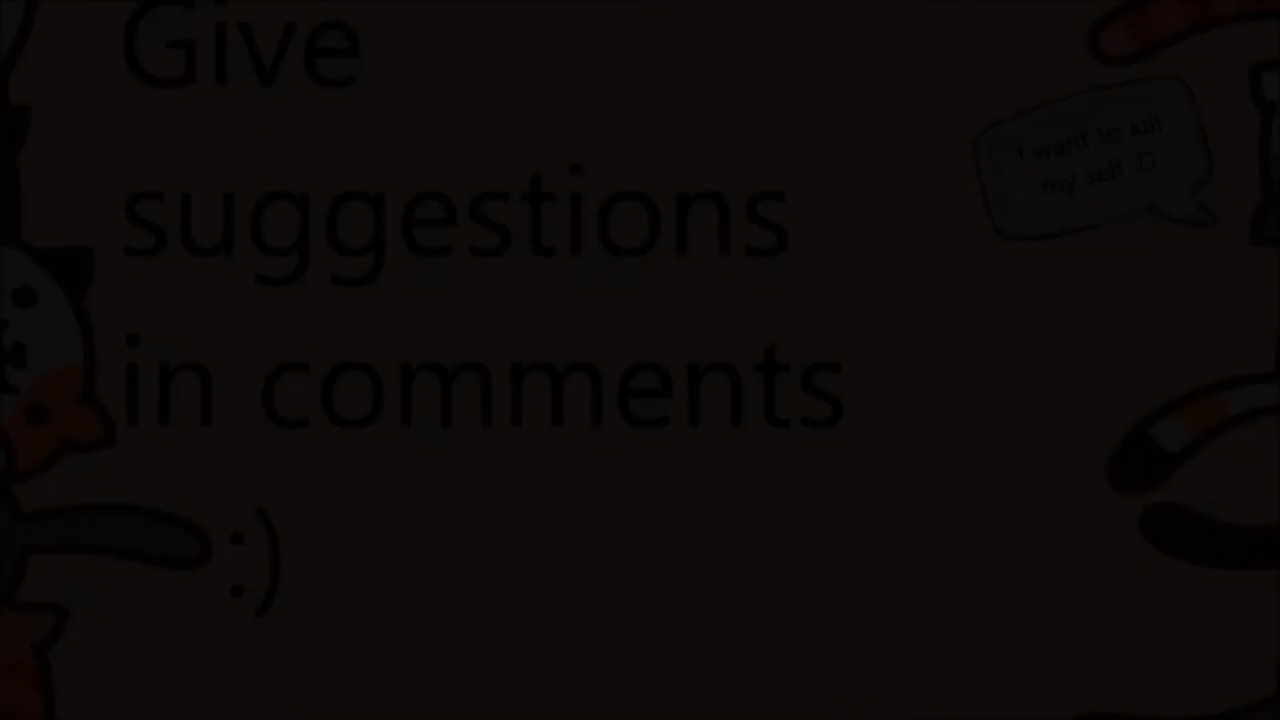 Give
suggestions
in comments
:)
I want to kill
my self :D